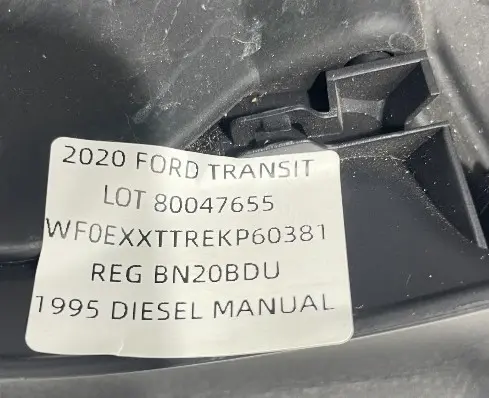 2020 FORD TRANSIT
LOT 80047655
WF0EXXTTREKP60381
REG BN20BDU
1995 DIESEL MANUAL